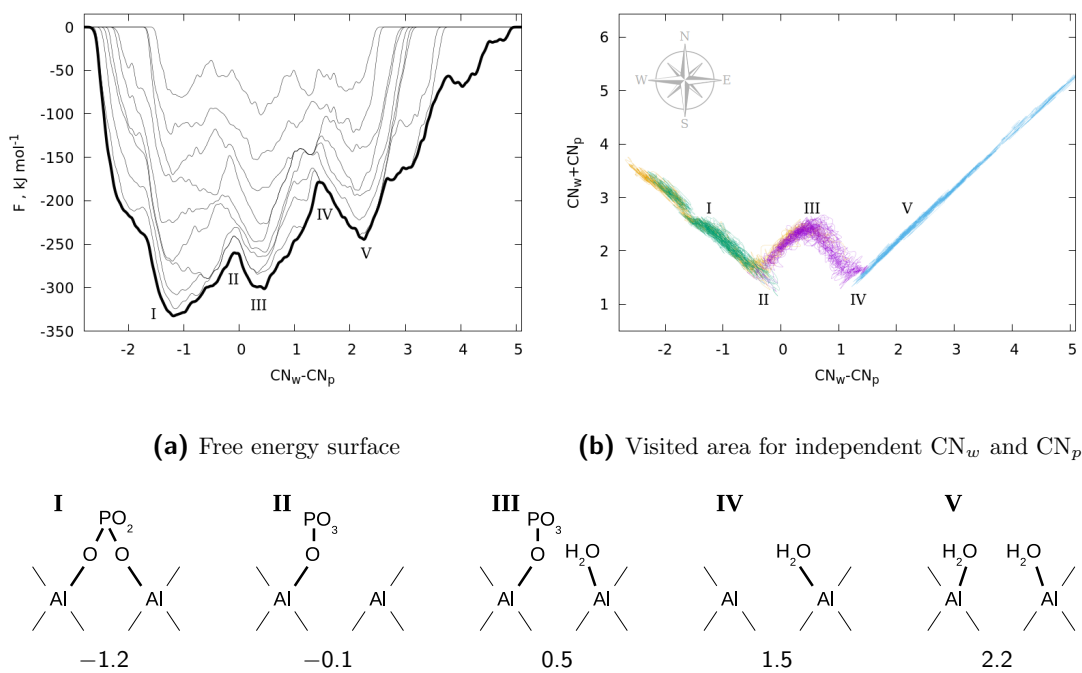 0
-50
-100
-150
-200
-250
-300
-350
F , kJ mol-1
I
II
III
IV
V
-2 -1 0 1 2 3 4 5
CNw-CNp
6
5
4
3
2
1
CNw+CNp
N
W E
S
I
II
III
IV
V
-2 -1 0 1 2 3 4 5
CNw-CNp
(a) Free energy surface
(b) Visited area for independent CNw and CNp
I II III IV V
PO2 PO3 PO3
O O O O H2O H2O H2O H2O
Al Al Al Al Al Al Al Al Al Al
−1.2 −0.1 0.5 1.5 2.2